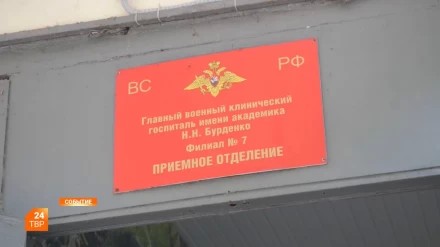 ВС РФ
Главный военный клинический
госпиталь имени академика
Н.Н. Бурденко
Филиал № 7
ПРИЕМНОЕ ОТДЕЛЕНИЕ
СОБЫТИЕ
24
ТВР